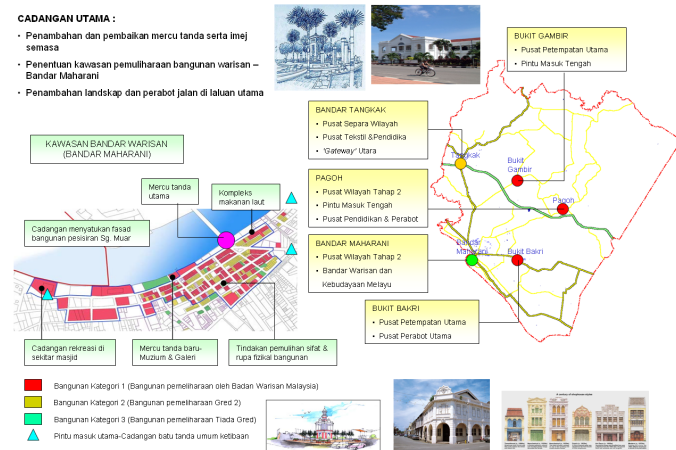 CADANGAN UTAMA :
• Penambahan dan pembaikan mercu tanda serta imej
semasa
• Penentuan kawasan pemuliharaan bangunan warisan –
Bandar Maharani
• Penambahan landskap dan perabot jalan di laluan utama
BUKIT GAMBIR
• Pusat Petempatan Utama
• Pintu Masuk Tengah
BANDAR TANGKAK
• Pusat Separa Wilayah
• Pusat Tekstil &Pendidika
• 'Gateway' Utara
PAGOH
• Pusat Wilayah Tahap 2
• Pintu Masuk Tengah
• Pusat Pendidikan & Perabot
BANDAR MAHARANI
• Pusat Wilayah Tahap 2
• Bandar Warisan dan
Kebudayaan Melayu
BUKIT BAKRI
• Pusat Petempatan Utama
• Pusat Perabot Utama
Tangkak
Bukit
Gambir
Pagoh
Bandar
Maharani
Bukit Bakri
KAWASAN BANDAR WARISAN
(BANDAR MAHARANI)
Mercu tanda
utama
Kompleks
makanan laut
Cadangan menyatukan fasad
bangunan pesisiran Sg. Muar
Cadangan rekreasi di
sekitar masjid
Mercu tanda baru-
Muzium & Galeri
Tindakan pemulihan sifat &
rupa fizikal bangunan
Bangunan Kategori 1 (Bangunan pemeliharaan oleh Badan Warisan Malaysia)
Bangunan Kategori 2 (Bangunan pemeliharaan Gred 2)
Bangunan Kategori 3 (Bangunan pemeliharaan Tiada Gred)
Pintu masuk utama-Cadangan batu tanda umum ketibaan